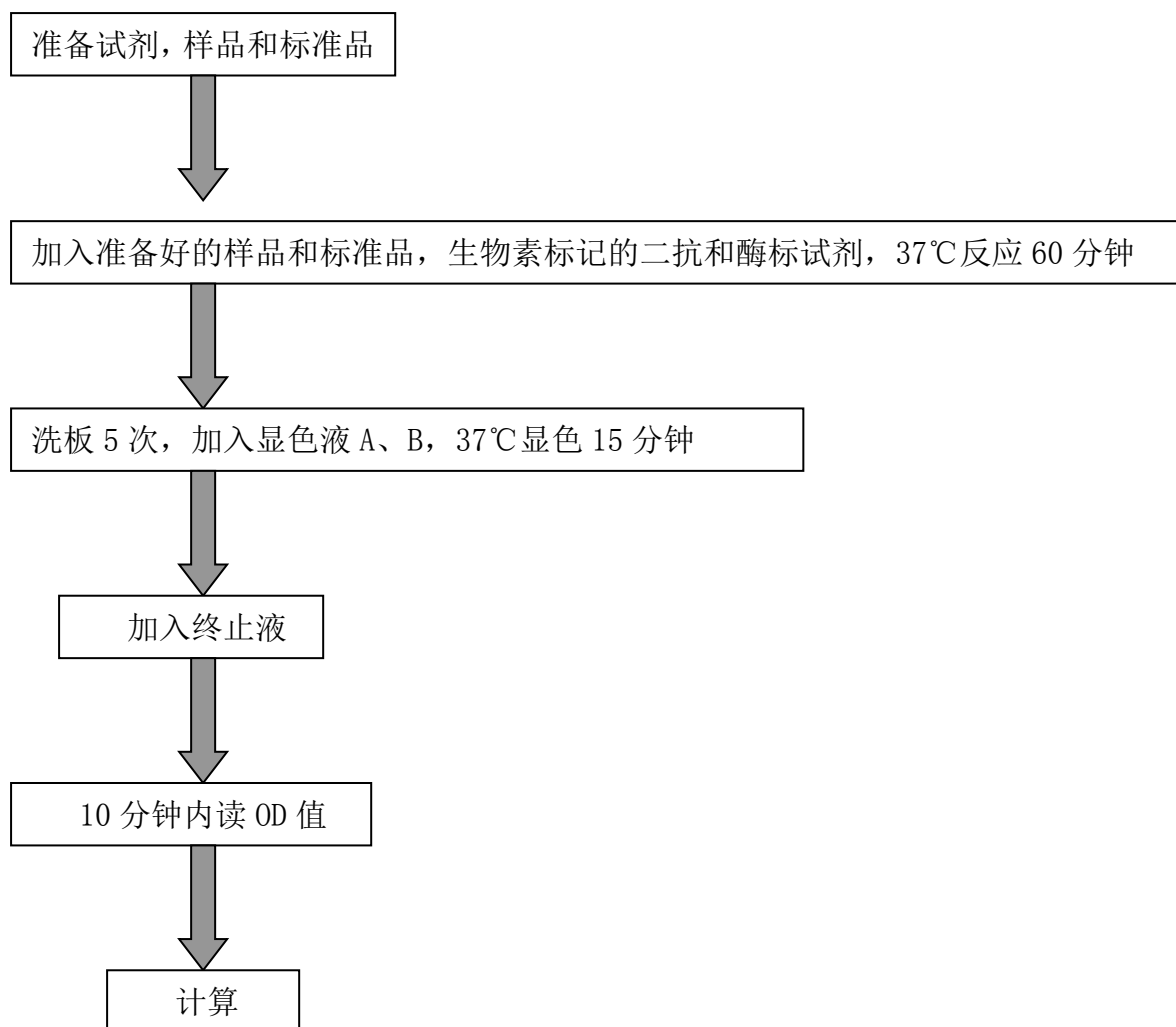 准备试剂，样品和标准品
加入准备好的样品和标准品，生物素标记的二抗和酶标试剂，37℃反应 60 分钟
洗板 5 次，加入显色液 A、B，37℃显色 15 分钟
加入终止液
10 分钟内读 OD 值
计算